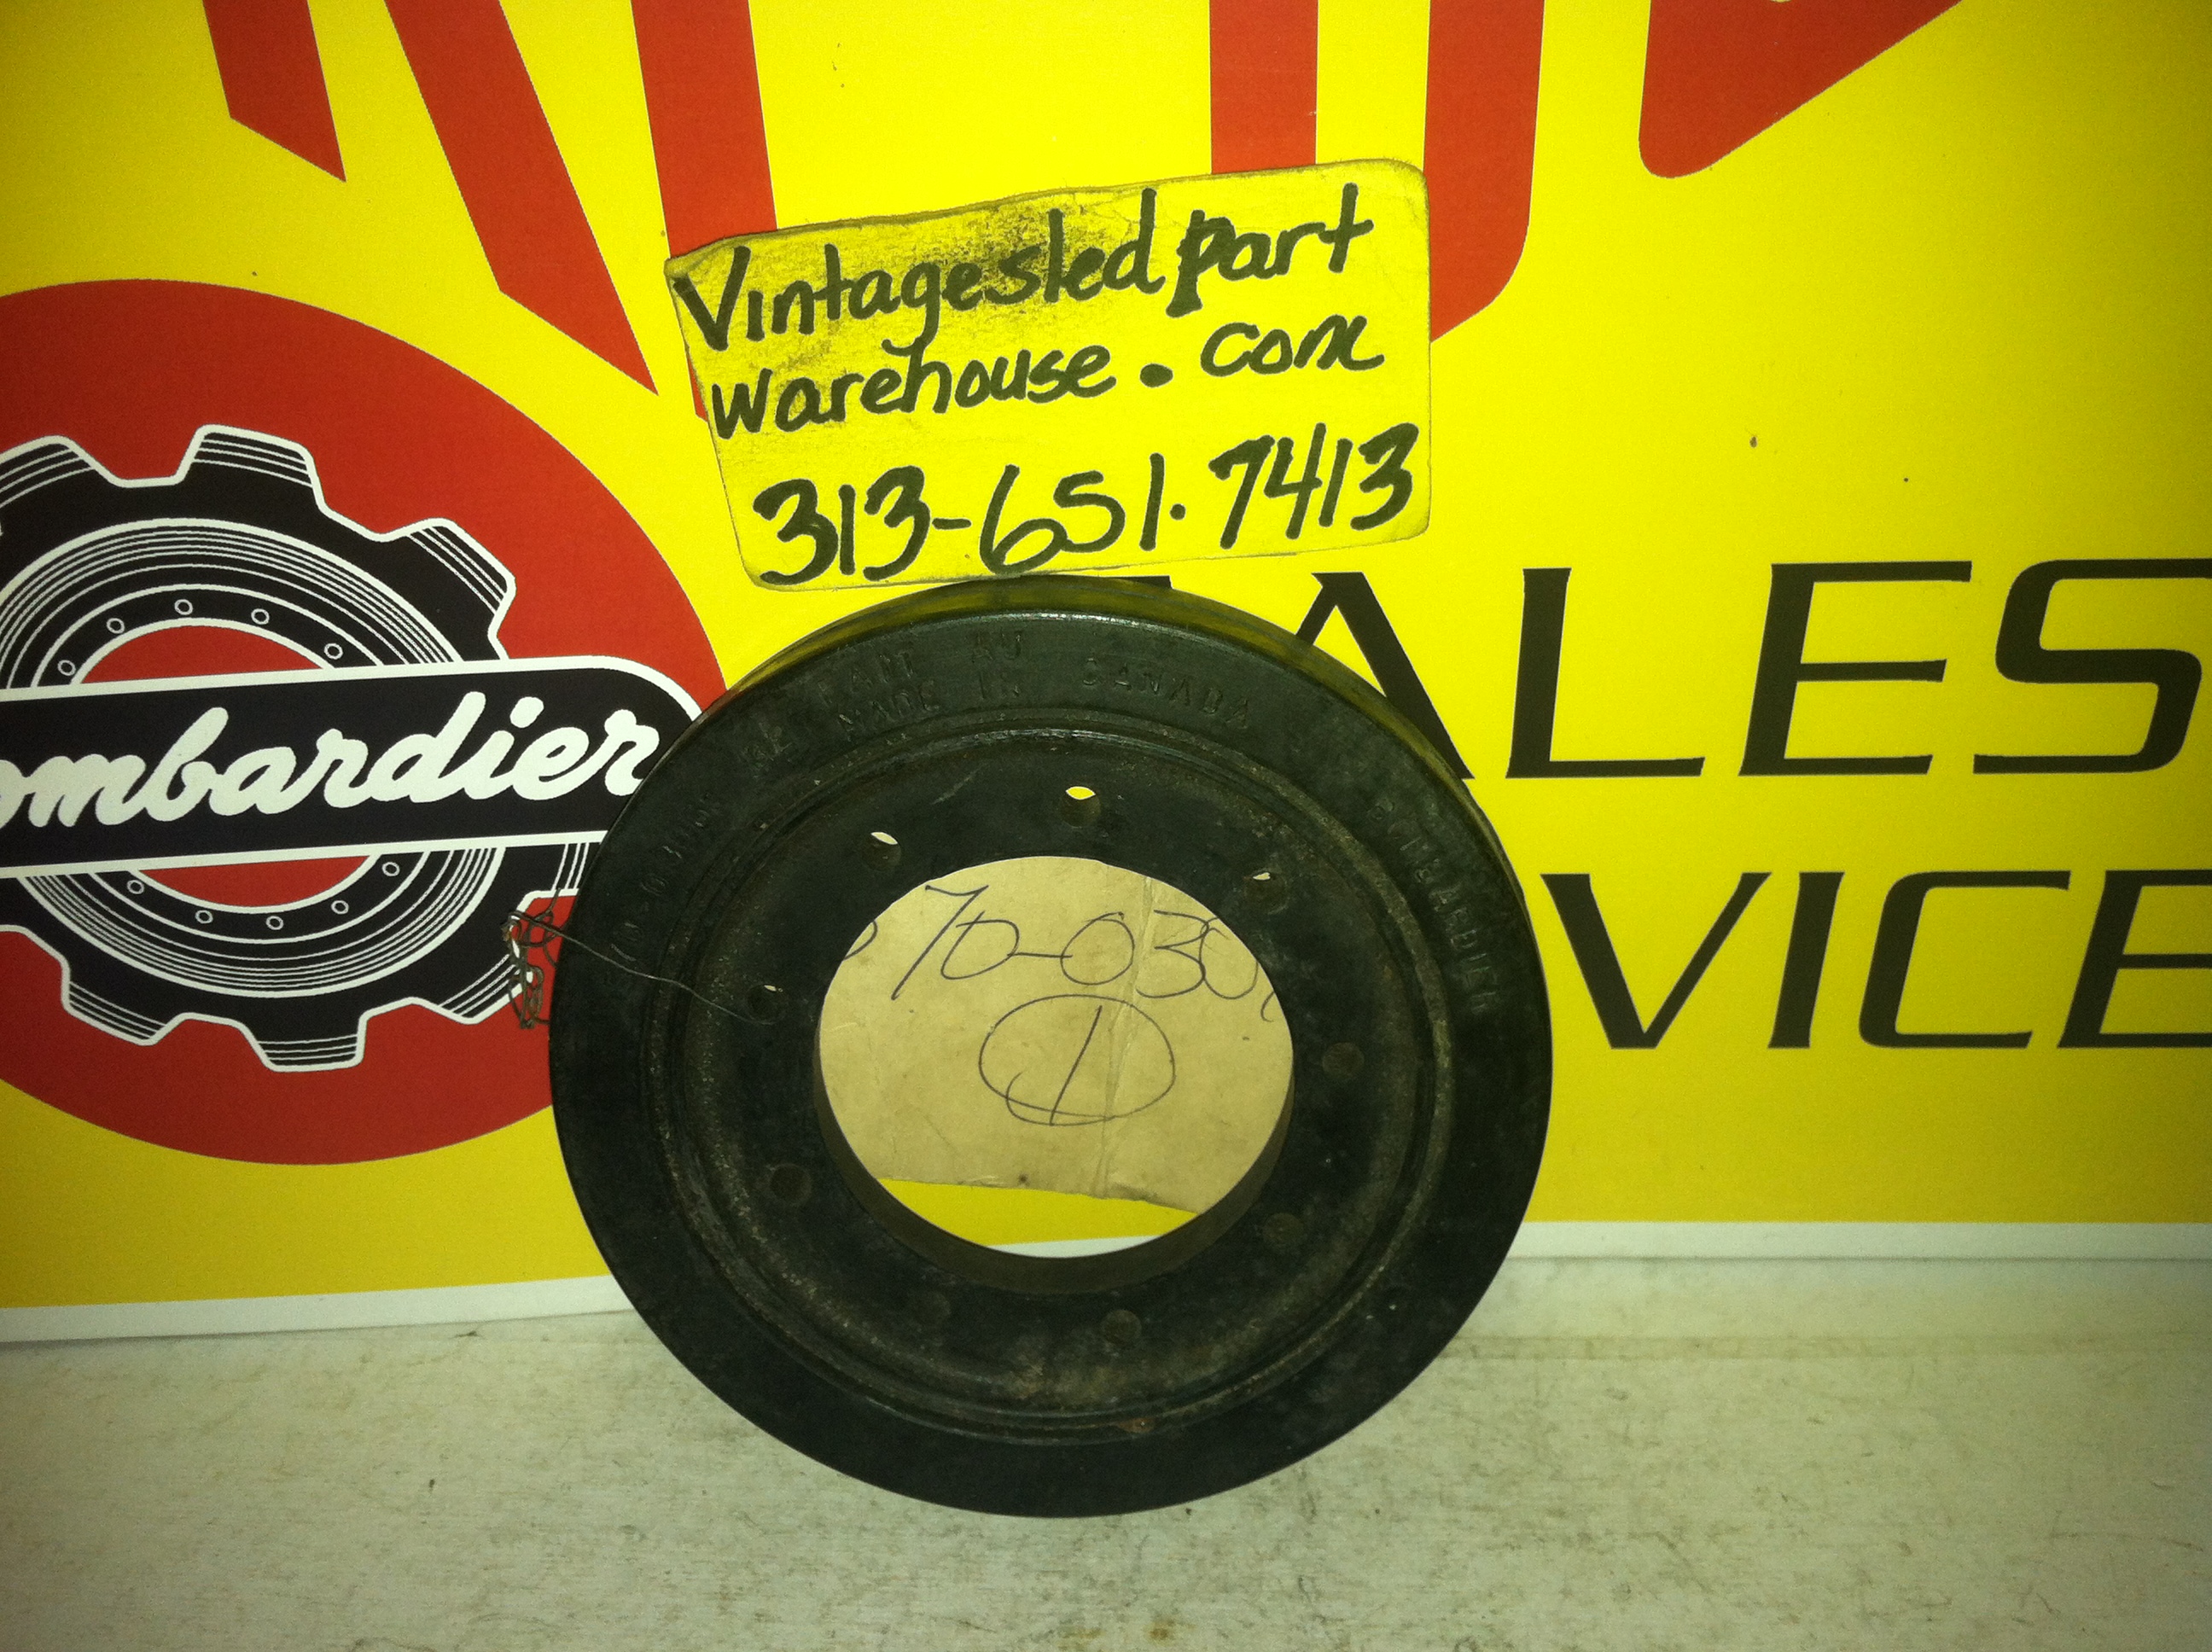 Vintagesled part
warehouse.com
313-651.7413
ALES
ombardier
MADE IN CANADA
VICE
70-030
1